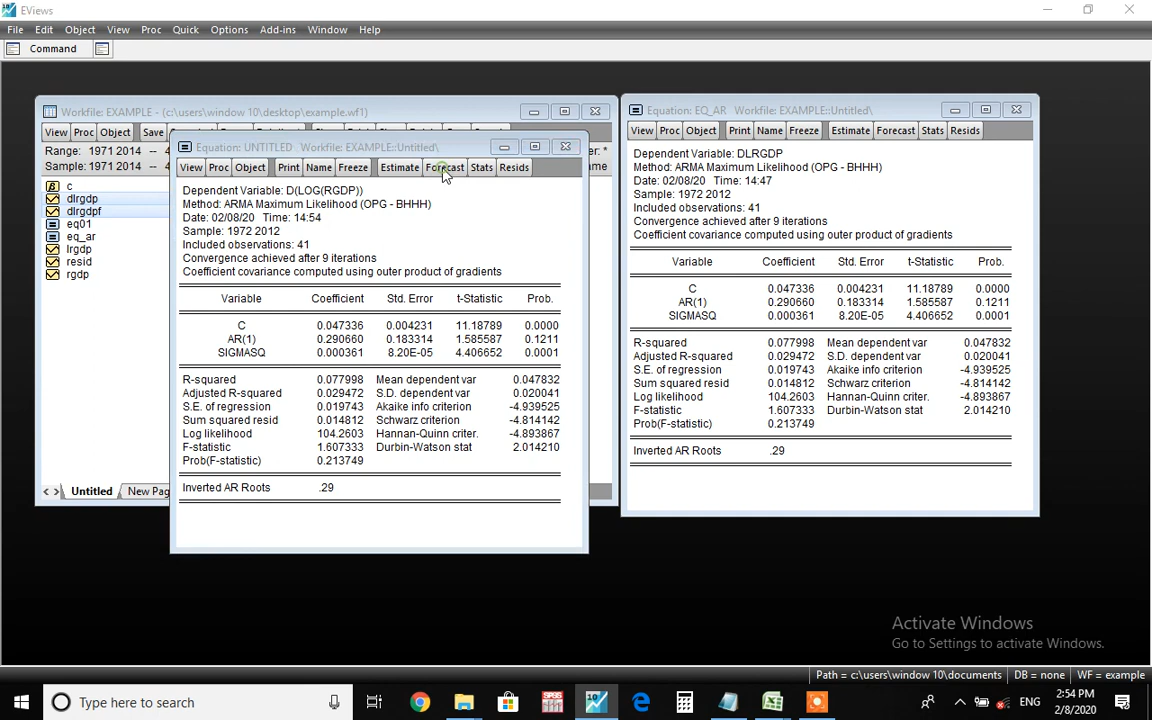 EViews
File Edit Object View Proc Quick Options Add-ins Window Help
Command
Workfile: EXAMPLE - (c:\users\window 10\desktop\example.wf1)
View Proc Object Save
Range: 1971 2014 --
Sample: 1971 2014 --
c
dlrgdp
dlrgdpf
eq01
eq_ar
lrgdp
resid
rgdp
Untitled New Pag
Equation: UNTITLED Workfile: EXAMPLE::Untitled\
View Proc Object Print Name Freeze Estimate Forecast Stats Resids
Dependent Variable: D(LOG(RGDP))
Method: ARMA Maximum Likelihood (OPG - BHHH)
Date: 02/08/20 Time: 14:54
Sample: 1972 2012
Included observations: 41
Convergence achieved after 9 iterations
Coefficient covariance computed using outer product of gradients
Variable Coefficient Std. Error t-Statistic Prob.
C 0.047336 0.004231 11.18789 0.0000
AR(1) 0.290660 0.183314 1.585587 0.1211
SIGMASQ 0.000361 8.20E-05 4.406652 0.0001
R-squared 0.077998 Mean dependent var 0.047832
Adjusted R-squared 0.029472 S.D. dependent var 0.020041
S.E. of regression 0.019743 Akaike info criterion -4.939525
Sum squared resid 0.014812 Schwarz criterion -4.814142
Log likelihood 104.2603 Hannan-Quinn criter. -4.893867
F-statistic 1.607333 Durbin-Watson stat 2.014210
Prob(F-statistic) 0.213749
Inverted AR Roots .29
Equation: EQ_AR Workfile: EXAMPLE::Untitled\
View Proc Object Print Name Freeze Estimate Forecast Stats Resids
Dependent Variable: DLRGDP
Method: ARMA Maximum Likelihood (OPG - BHHH)
Date: 02/08/20 Time: 14:47
Sample: 1972 2012
Included observations: 41
Convergence achieved after 9 iterations
Coefficient covariance computed using outer product of gradients
Variable Coefficient Std. Error t-Statistic Prob.
C 0.047336 0.004231 11.18789 0.0000
AR(1) 0.290660 0.183314 1.585587 0.1211
SIGMASQ 0.000361 8.20E-05 4.406652 0.0001
R-squared 0.077998 Mean dependent var 0.047832
Adjusted R-squared 0.029472 S.D. dependent var 0.020041
S.E. of regression 0.019743 Akaike info criterion -4.939525
Sum squared resid 0.014812 Schwarz criterion -4.814142
Log likelihood 104.2603 Hannan-Quinn criter. -4.893867
F-statistic 1.607333 Durbin-Watson stat 2.014210
Prob(F-statistic) 0.213749
Inverted AR Roots .29
Activate Windows
Go to Settings to activate Windows.
Path = c:\users\window 10\documents DB = none WF = example
Type here to search
ENG
2:54 PM
2/8/2020